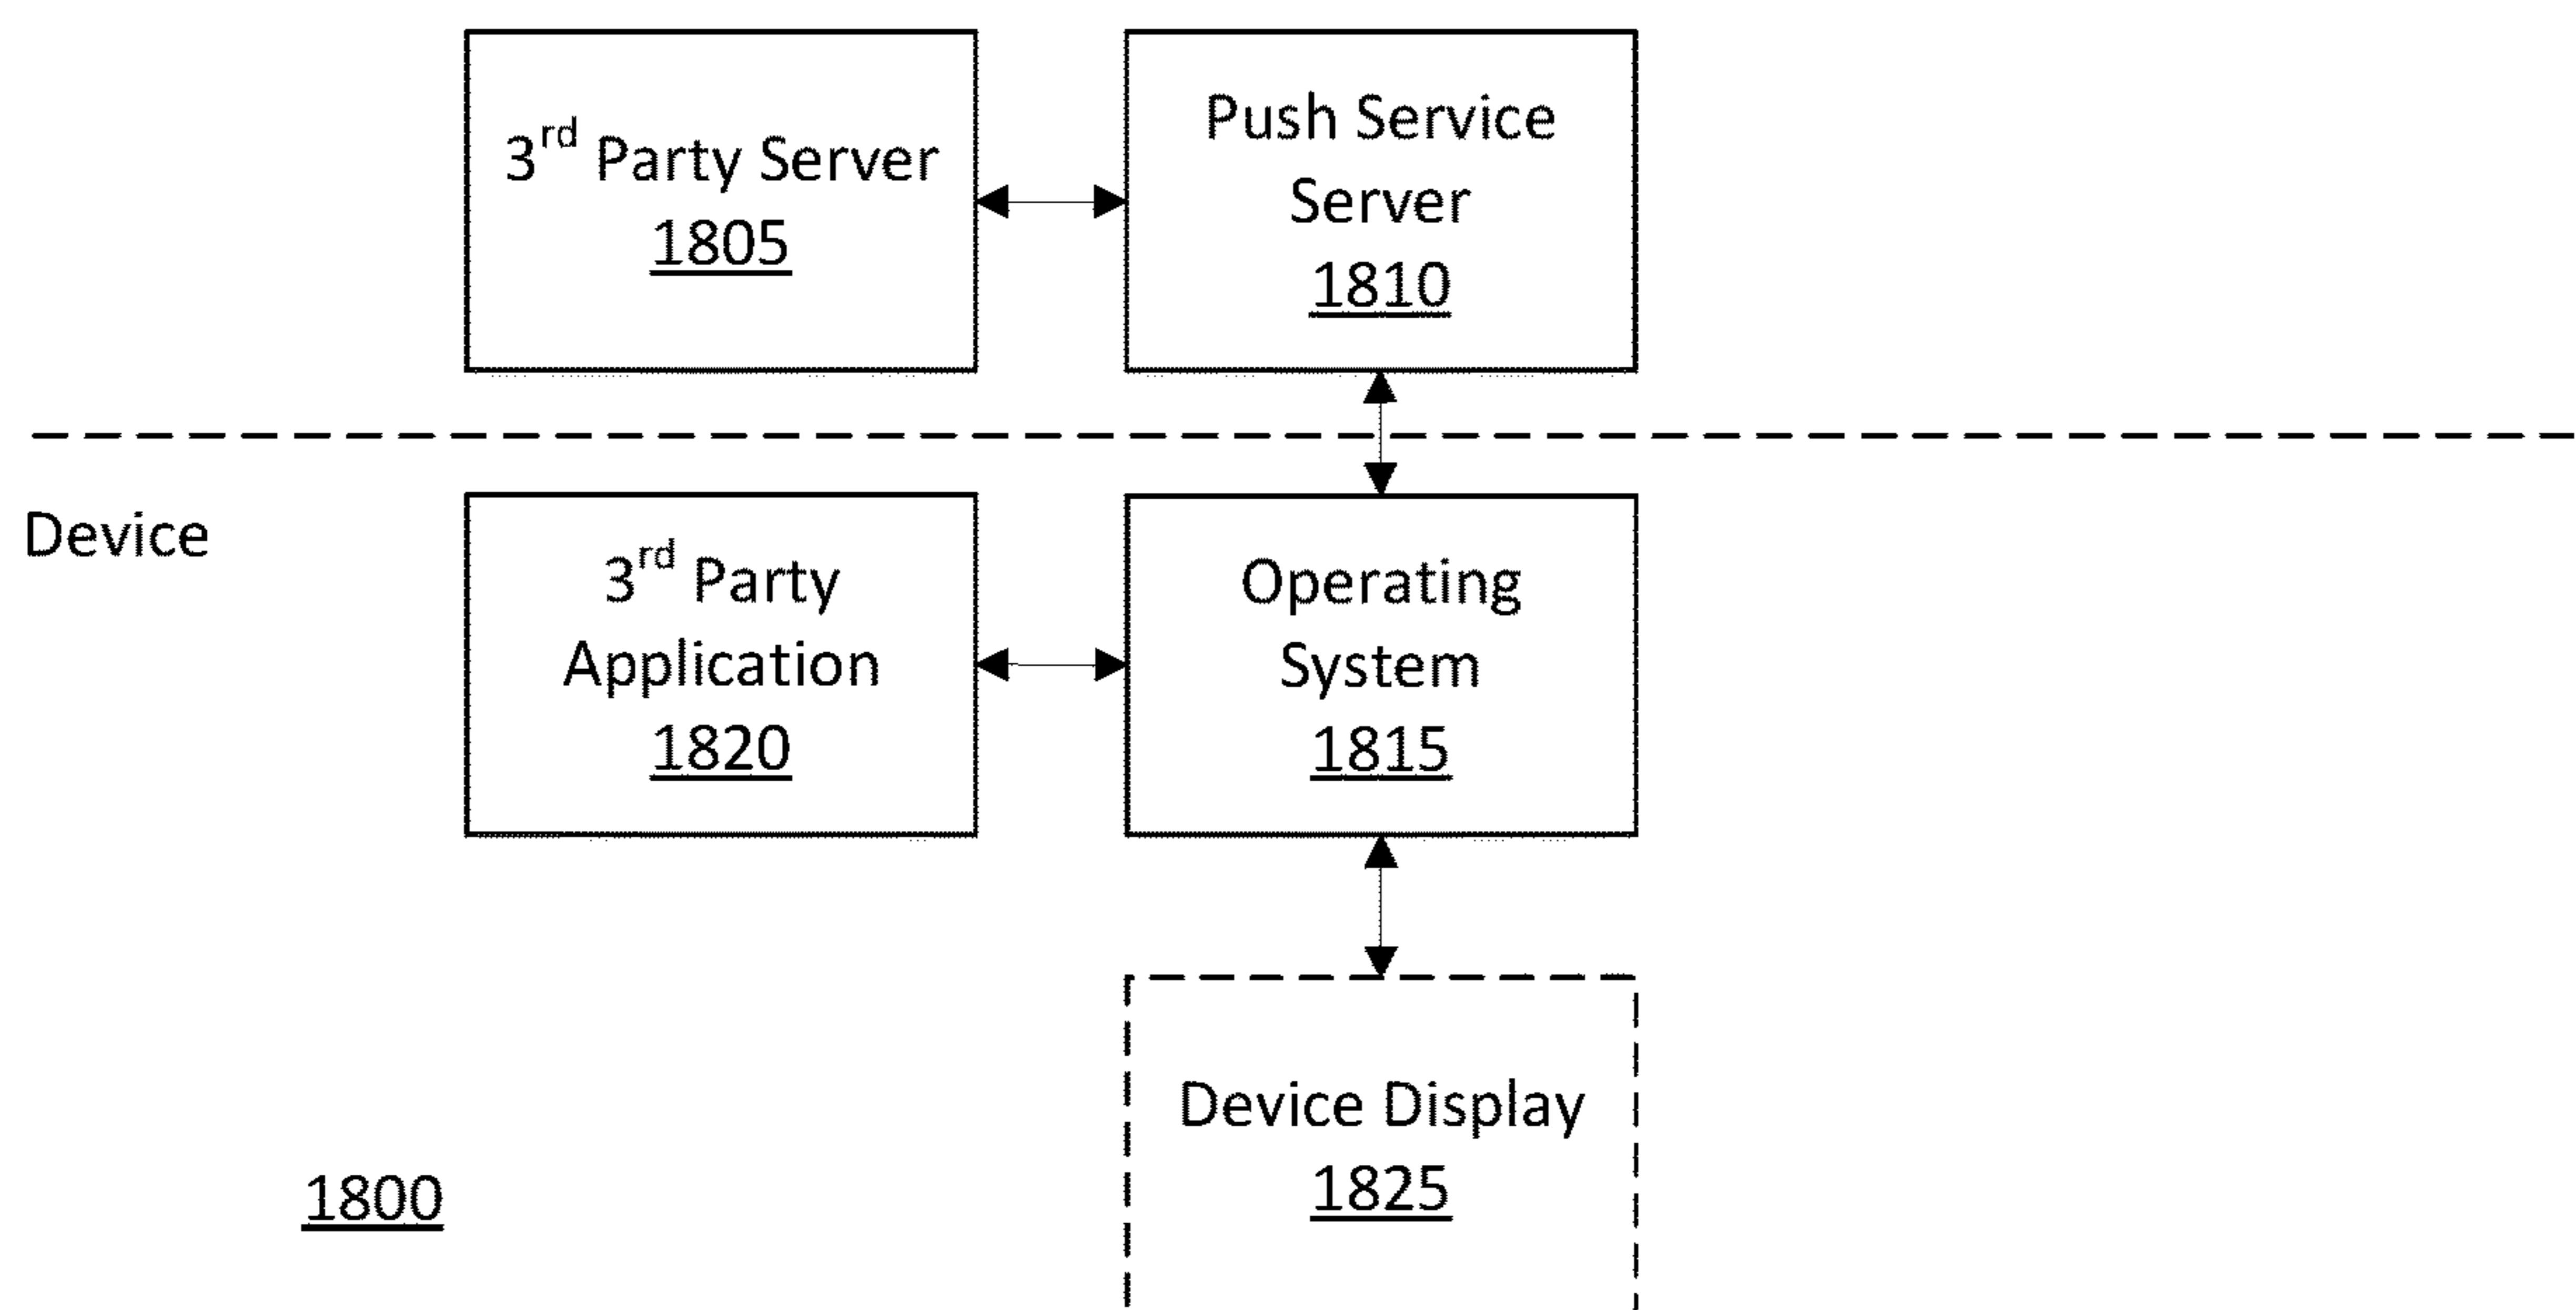 3rd Party Server
1805
Push Service
Server
1810
Device
3rd Party
Application
1820
Operating
System
1815
Device Display
1825
1800